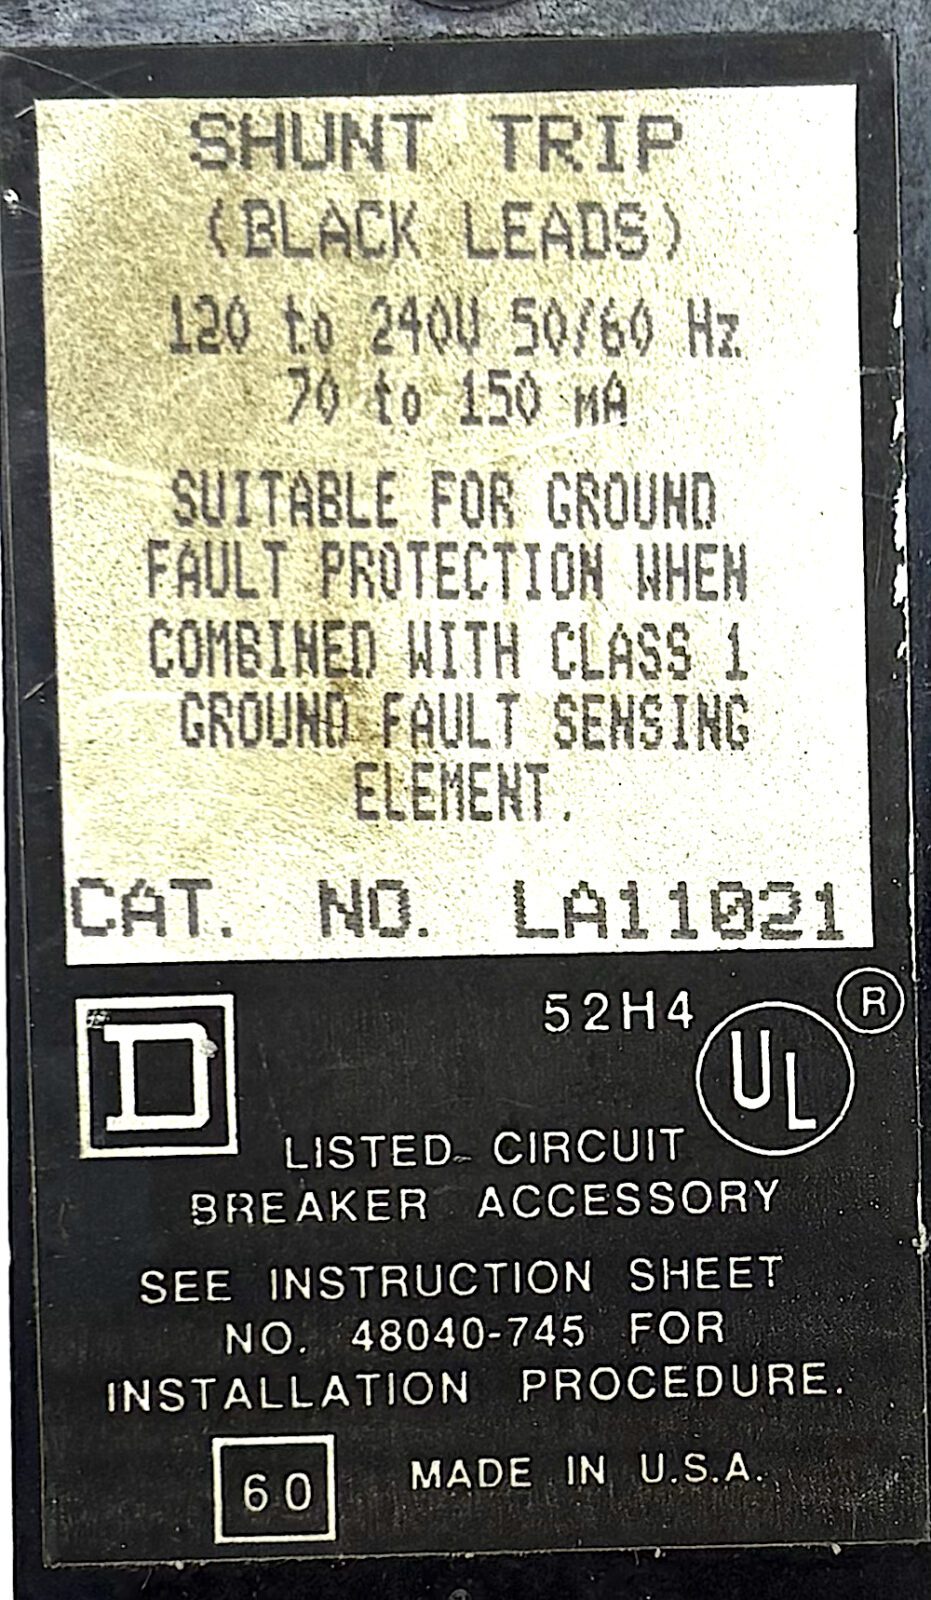 SHUNT TRIP
(BLACK LEADS)
120 to 240V 50/60 Hz
70 to 150 mA
SUITABLE FOR GROUND
FAULT PROTECTION WHEN
COMBINED WITH CLASS 1
GROUND FAULT SENSING
ELEMENT.
CAT. NO. LA11021
D
52H4
UL
®
LISTED CIRCUIT
BREAKER ACCESSORY
SEE INSTRUCTION SHEET
NO. 48040-745 FOR
INSTALLATION PROCEDURE.
60
MADE IN U.S.A.